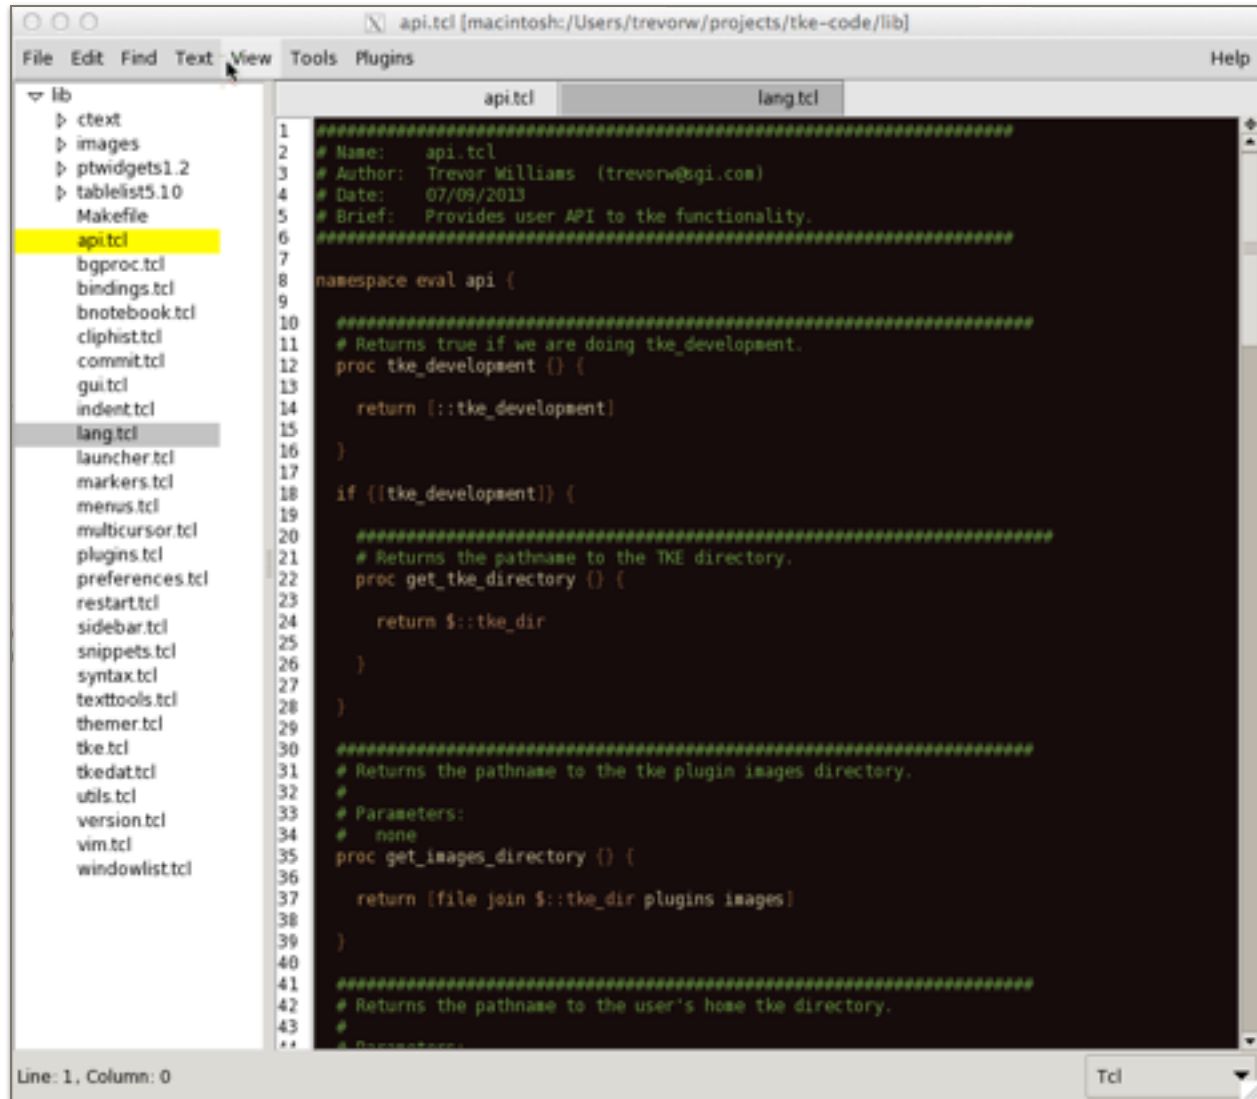 api.tcl [macintosh:/Users/trevorw/projects/tke-code/lib]
File Edit Find Text View Tools Plugins Help
lib
ctext
images
ptwidgets1.2
tablelist5.10
Makefile
api.tcl
bgproc.tcl
bindings.tcl
bnotebook.tcl
cliphist.tcl
commit.tcl
gui.tcl
indent.tcl
lang.tcl
launcher.tcl
markers.tcl
menus.tcl
multicursor.tcl
plugins.tcl
preferences.tcl
restart.tcl
sidebar.tcl
snippets.tcl
syntax.tcl
texttools.tcl
themer.tcl
tke.tcl
tkedat.tcl
utils.tcl
version.tcl
vim.tcl
windowlist.tcl
api.tcl lang.tcl
1 ######################################################################
2 # Name:    api.tcl
3 # Author:  Trevor Williams  (trevorw@sgi.com)
4 # Date:    07/09/2013
5 # Brief:   Provides user API to tke functionality.
6 ######################################################################
7
8 namespace eval api {
9
10   ######################################################################
11   # Returns true if we are doing tke_development.
12   proc tke_development {} {
13
14     return [::tke_development]
15
16   }
17
18   if {[tke_development]} {
19
20     ######################################################################
21     # Returns the pathname to the TKE directory.
22     proc get_tke_directory {} {
23
24       return $::tke_dir
25
26     }
27
28   }
29
30   ######################################################################
31   # Returns the pathname to the tke plugin images directory.
32   #
33   # Parameters:
34   #   none
35   proc get_images_directory {} {
36
37     return [file join $::tke_dir plugins images]
38
39   }
40
41   ######################################################################
42   # Returns the pathname to the user's home tke directory.
43   #
44   # Parameters:
Line: 1, Column: 0
Tcl